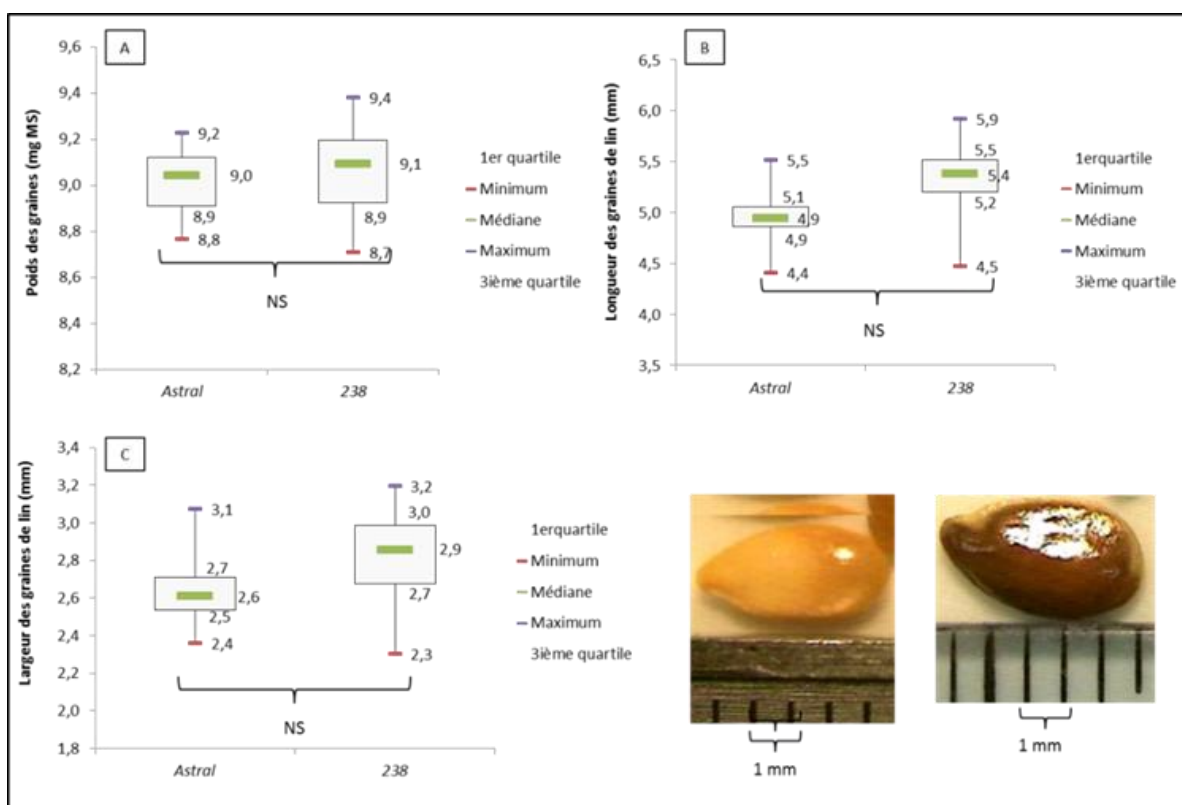 A
Poids des graines (mg MS)
9,6
9,4
9,2
9,0
8,8
8,6
8,4
8,2
9,2
9,0
8,9
8,8
9,4
9,1
8,9
8,7
NS
Astral
238
1er quartile
Minimum
Médiane
Maximum
3ième quartile
B
Longueur des graines de lin (mm)
6,5
6,0
5,5
5,0
4,5
4,0
3,5
5,5
5,1
4,9
4,9
4,4
5,9
5,5
5,4
5,2
4,5
NS
Astral
238
1erquartile
Minimum
Médiane
Maximum
3ième quartile
C
Largeur des graines de lin (mm)
3,4
3,2
3,0
2,8
2,6
2,4
2,2
2,0
1,8
3,1
2,7
2,6
2,5
2,4
3,2
3,0
2,9
2,7
2,3
NS
Astral
238
1erquartile
Minimum
Médiane
Maximum
3ième quartile
1 mm
1 mm